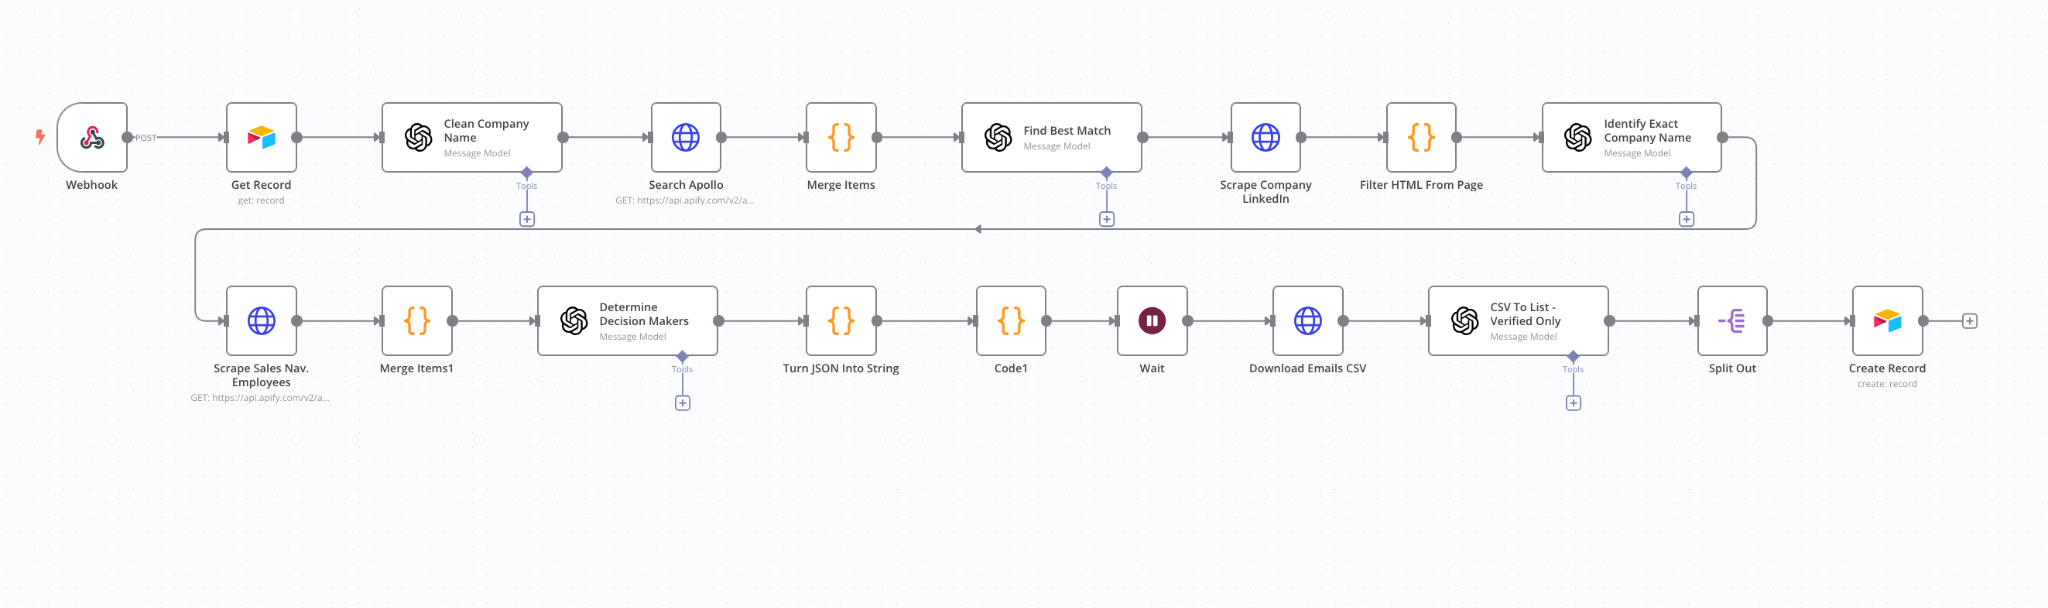 POST
Webhook
Get Record
get: record
Clean Company
Name
Message Model
Tools
Search Apollo
GET: https://api.apify.com/v2/a...
Merge Items
Find Best Match
Message Model
Tools
Scrape Company
LinkedIn
Filter HTML From Page
Identify Exact
Company Name
Message Model
Tools
Scrape Sales Nav.
Employees
GET: https://api.apify.com/v2/a...
Merge Items1
Determine
Decision Makers
Message Model
Tools
Turn JSON Into String
Code1
Wait
Download Emails CSV
CSV To List -
Verified Only
Message Model
Tools
Split Out
Create Record
create: record